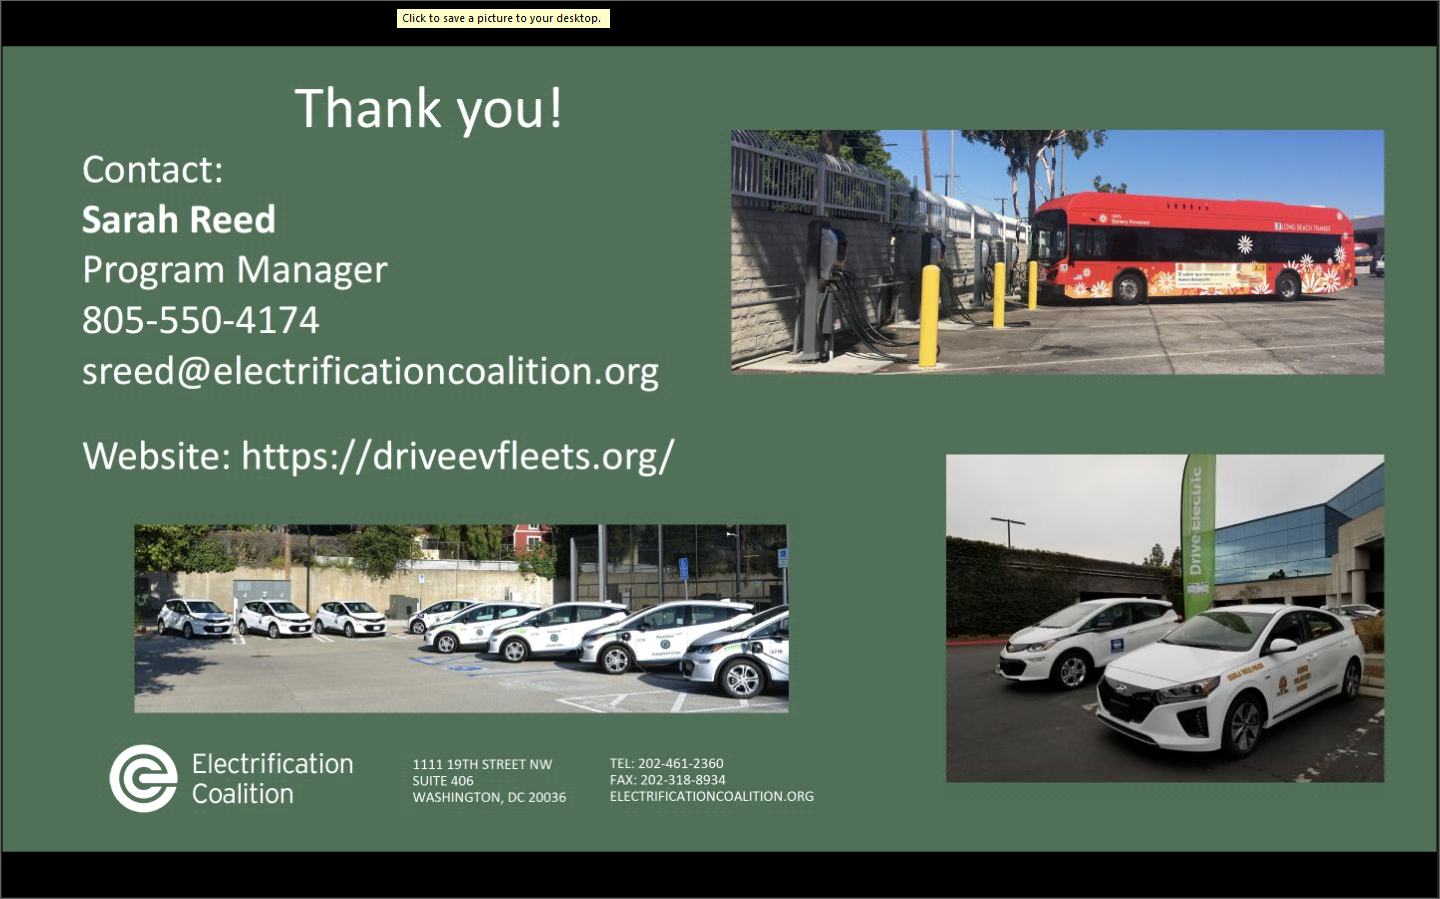 Click to save a picture to your desktop.
Thank you!
Contact:
Sarah Reed
Program Manager
805-550-4174
sreed@electrificationcoalition.org
Website: https://driveevfleets.org/
Battery Powered
LONG BEACH TRANSIT
Drive Electric
Electrification
Coalition
1111 19TH STREET NW
SUITE 406
WASHINGTON, DC 20036
TEL: 202-461-2360
FAX: 202-318-8934
ELECTRIFICATIONCOALITION.ORG